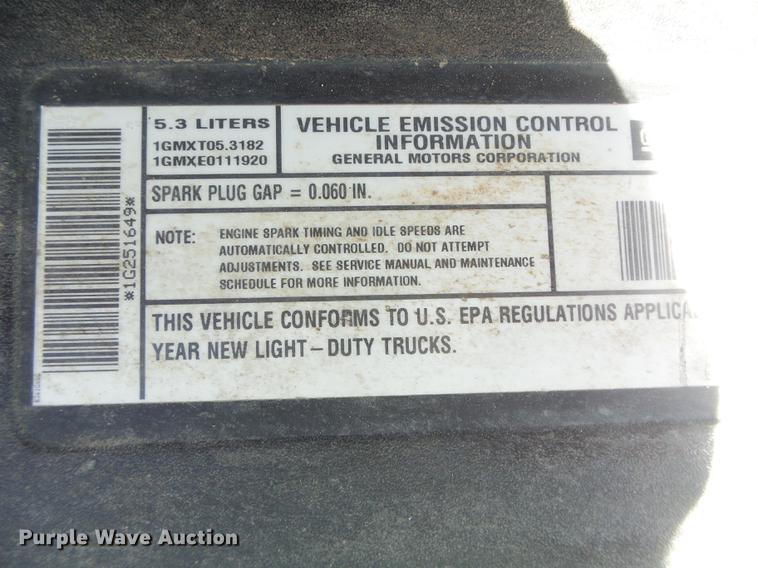 *1G251649*
5.3 LITERS
1GMXT05.3182
1GMXE0111920
VEHICLE EMISSION CONTROL
INFORMATION
GENERAL MOTORS CORPORATION
SPARK PLUG GAP = 0.060 IN.
NOTE: ENGINE SPARK TIMING AND IDLE SPEEDS ARE
AUTOMATICALLY CONTROLLED. DO NOT ATTEMPT
ADJUSTMENTS. SEE SERVICE MANUAL AND MAINTENANCE
SCHEDULE FOR MORE INFORMATION.
THIS VEHICLE CONFORMS TO U.S. EPA REGULATIONS APPLICA
YEAR NEW LIGHT-DUTY TRUCKS.
Purple Wave Auction